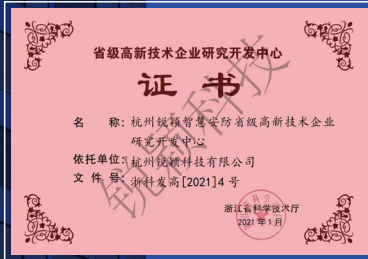 省级高新技术企业研究开发中心
证书
名 称：杭州锐颖智慧安防省级高新技术企业
研究开发中心
依托单位：杭州锐颖科技有限公司
文 件 号：浙科发高[2021]4号
浙江省科学技术厅
2021年1月
锐颖科技